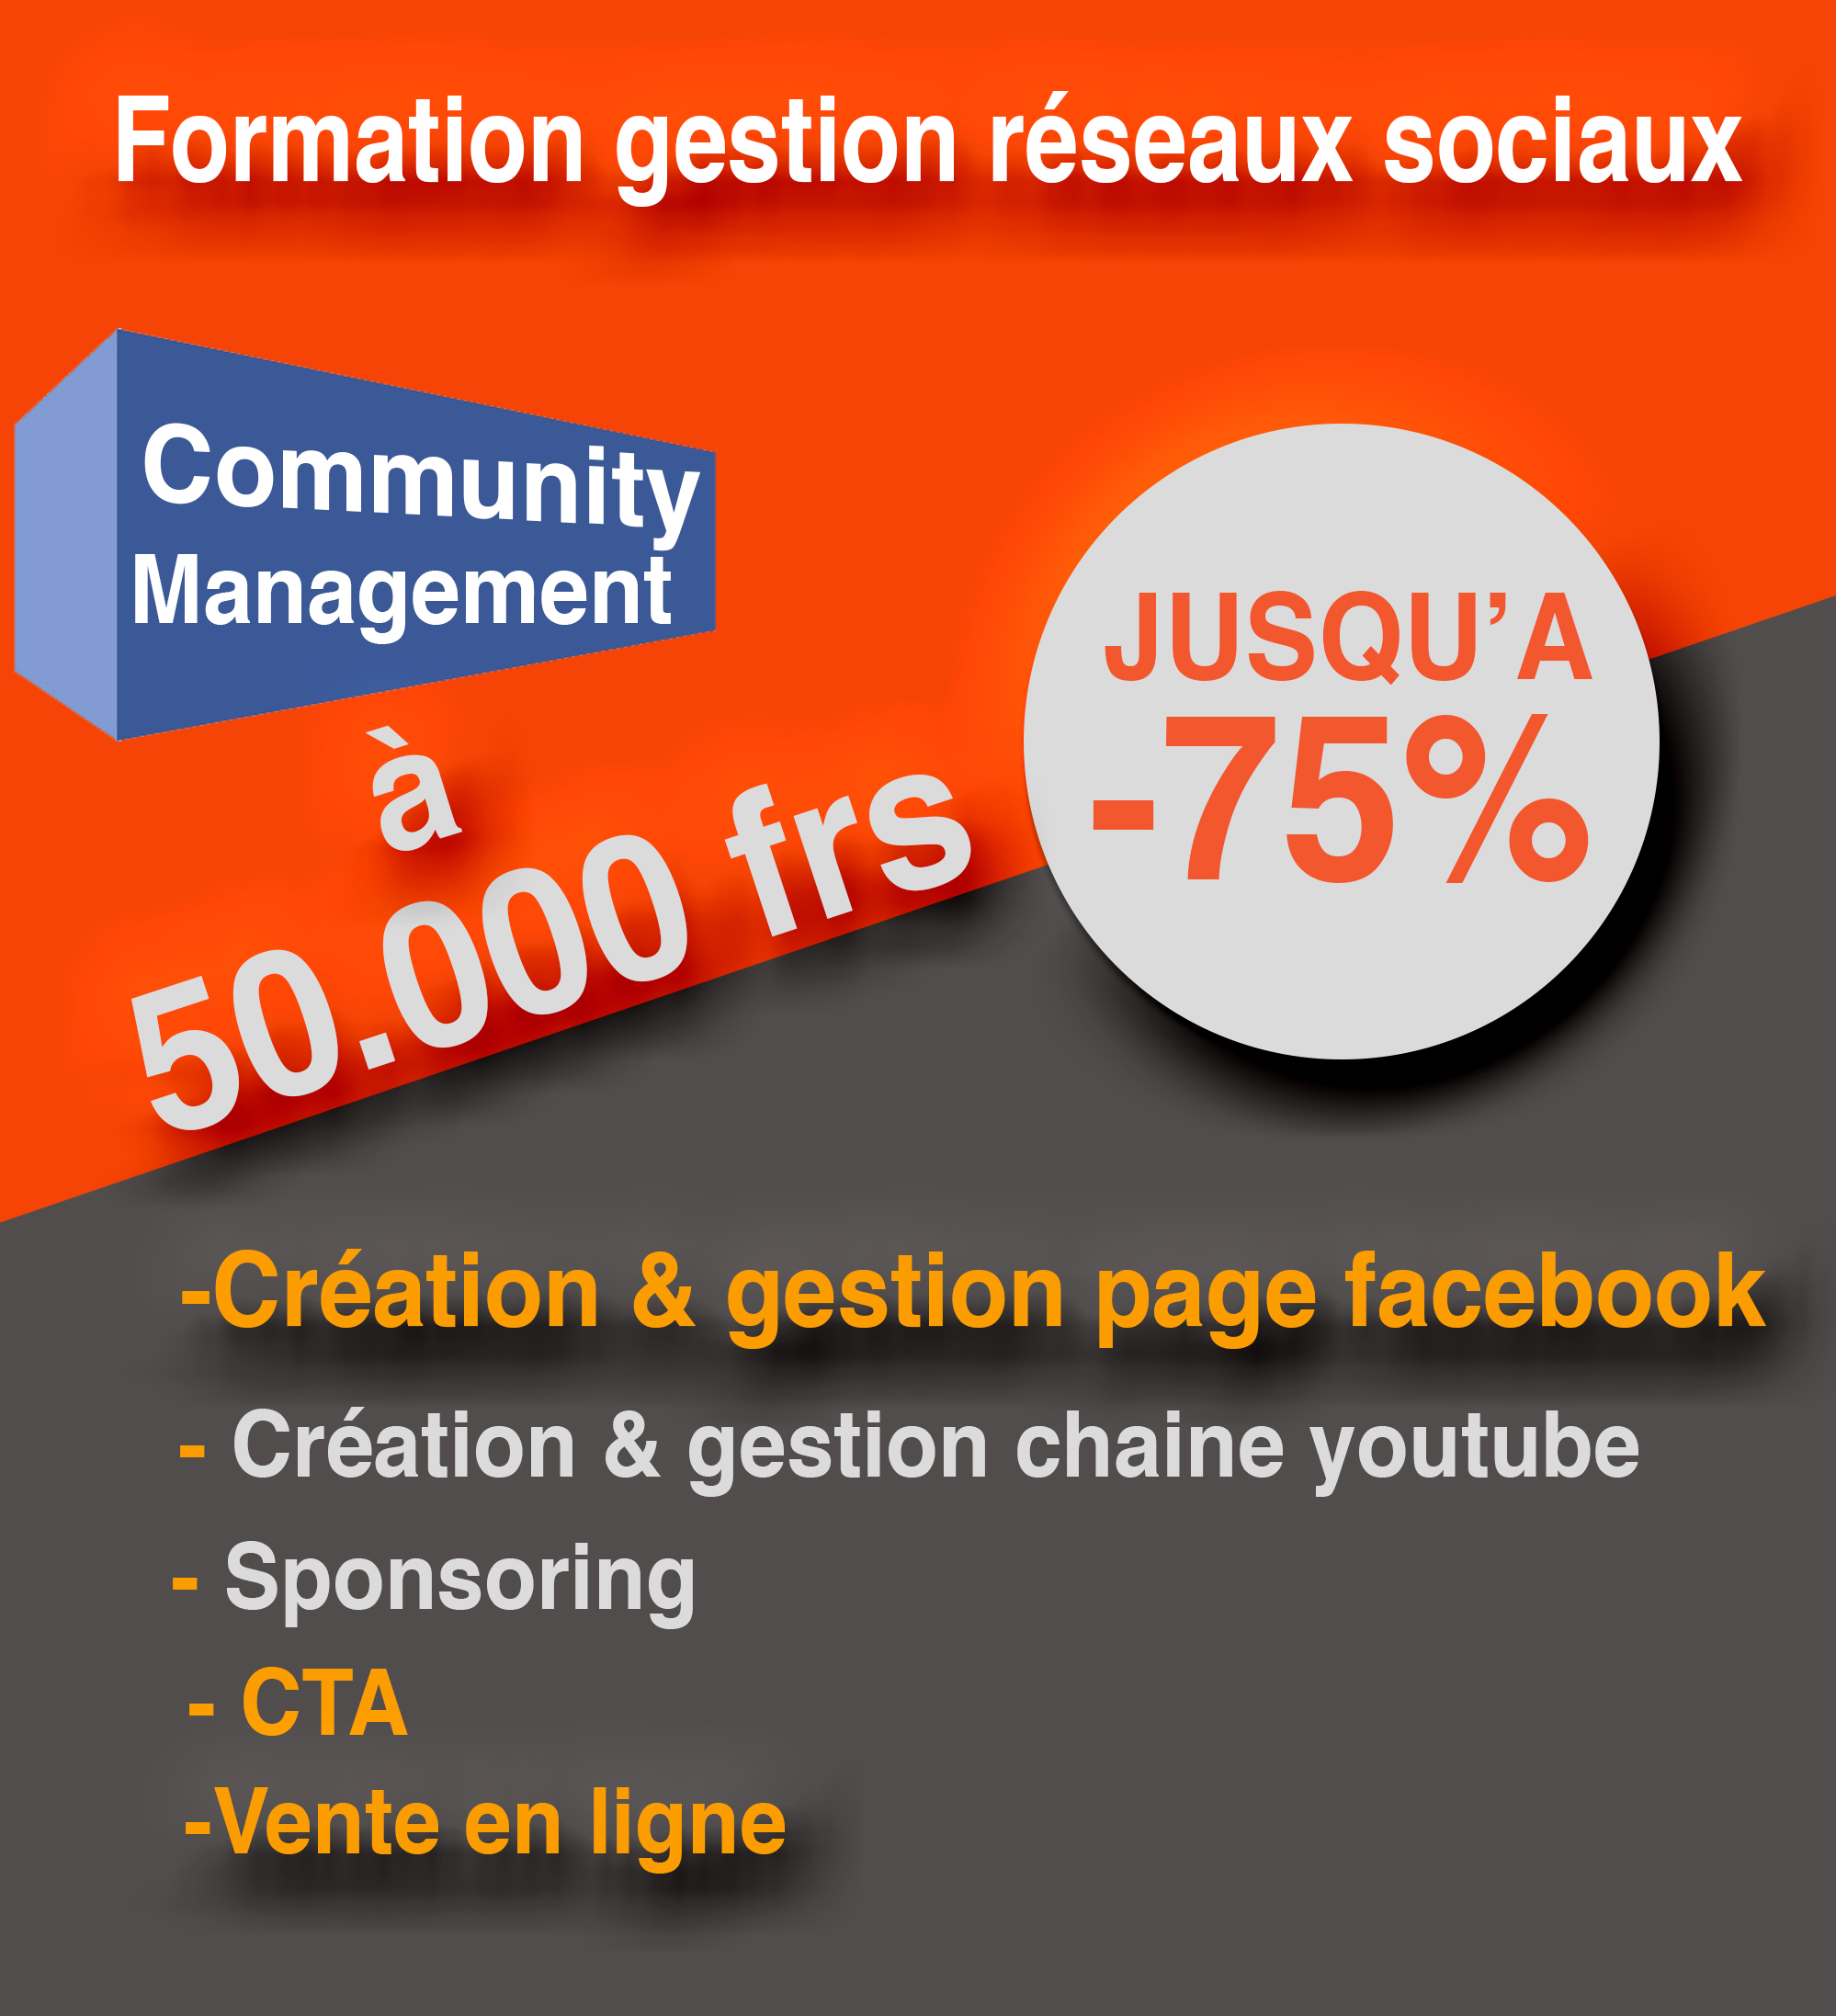 Formation gestion réseaux sociaux
Community
Management
à
50.000 frs
JUSQU’A
-75%
-Création & gestion page facebook
- Création & gestion chaine youtube
- Sponsoring
- CTA
-Vente en ligne